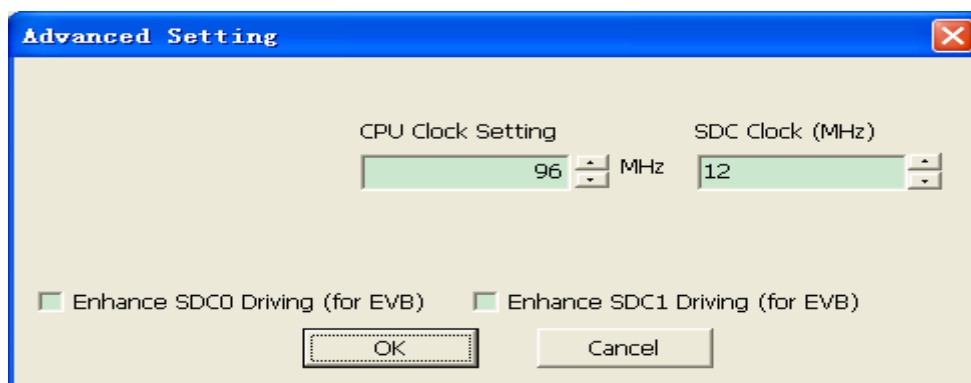 Advanced Setting
CPU Clock Setting SDC Clock (MHz)
96 MHz 12
Enhance SDC0 Driving (for EVB) Enhance SDC1 Driving (for EVB)
OK Cancel